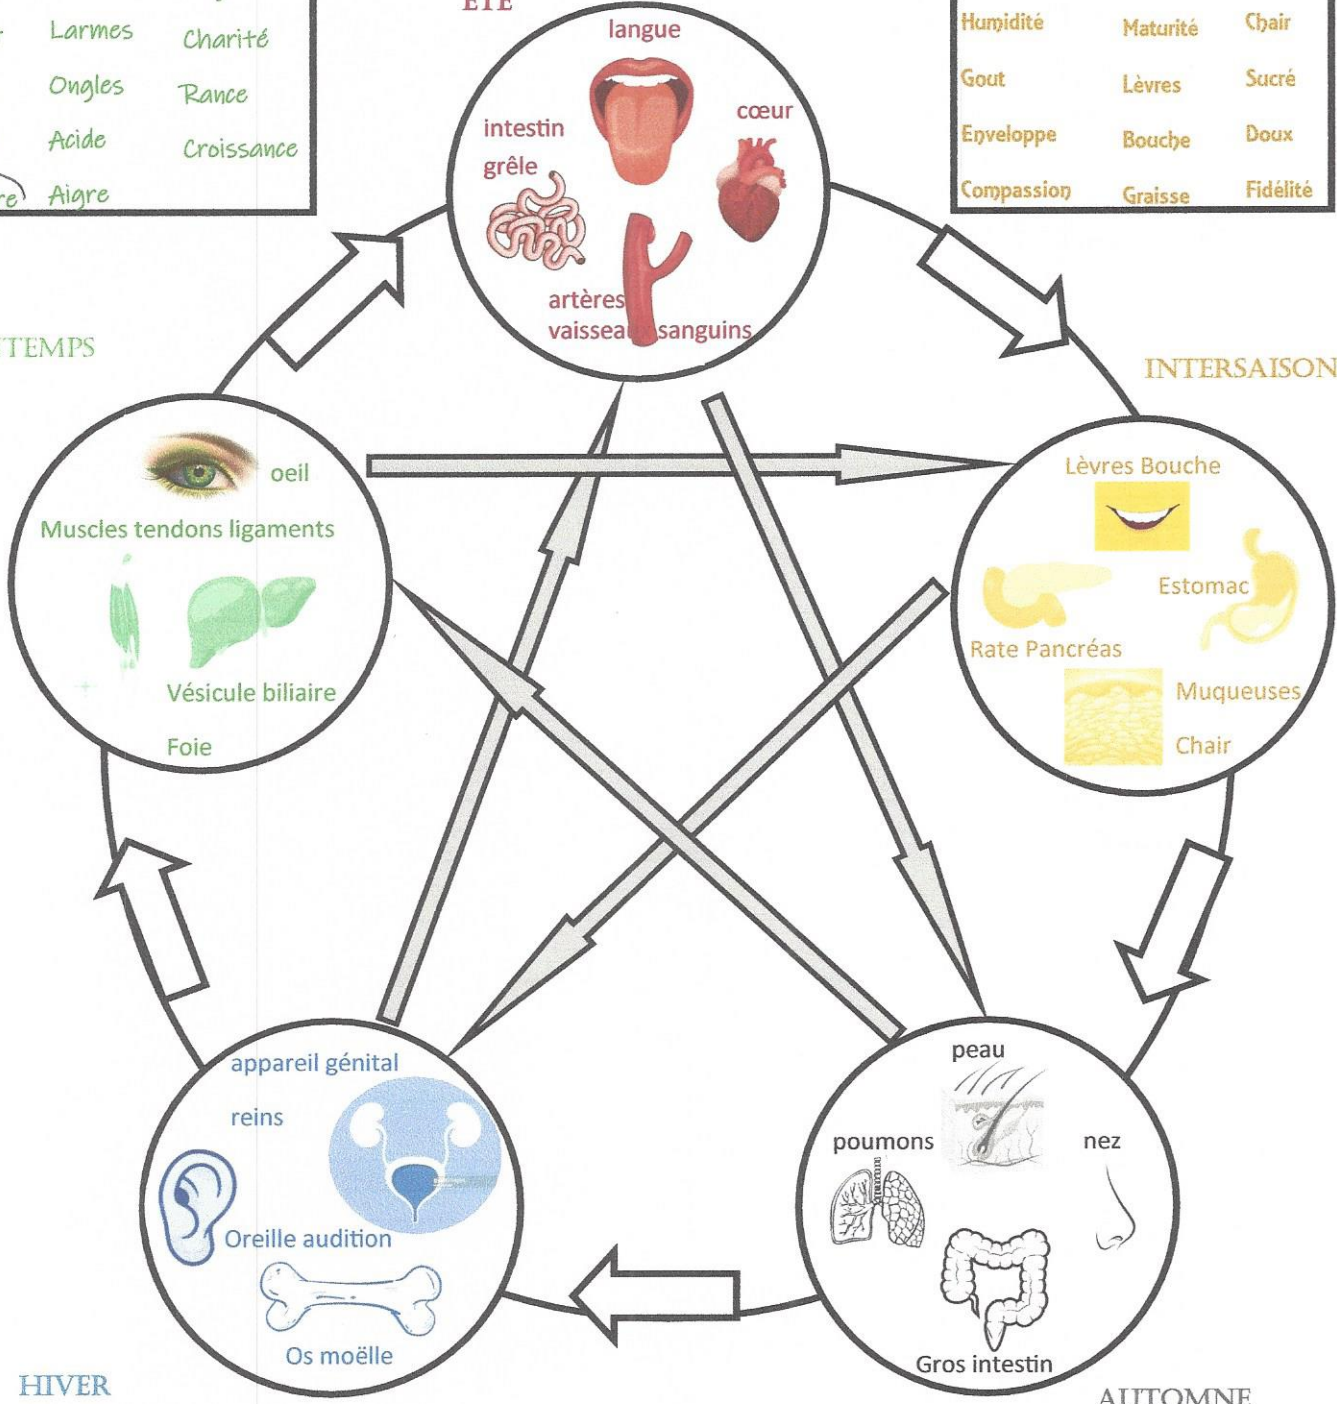 ÉTÉ
Larmes Charité
Ongles Rance
Acide Croissance
Aigre
Humidité Maturité Chair
Gout Lèvres Sucré
Enveloppe Bouche Doux
Compassion Graisse Fidélité
langue
intestin
grêle
cœur
artères
vaisseaux sanguins
TEMPS
INTERSAISON
oeil
Muscles tendons ligaments
Vésicule biliaire
Foie
Lèvres Bouche
Estomac
Rate Pancréas
Muqueuses
Chair
appareil génital
reins
Oreille audition
Os moëlle
peau
poumons
nez
Gros intestin
HIVER
AUTOMNE